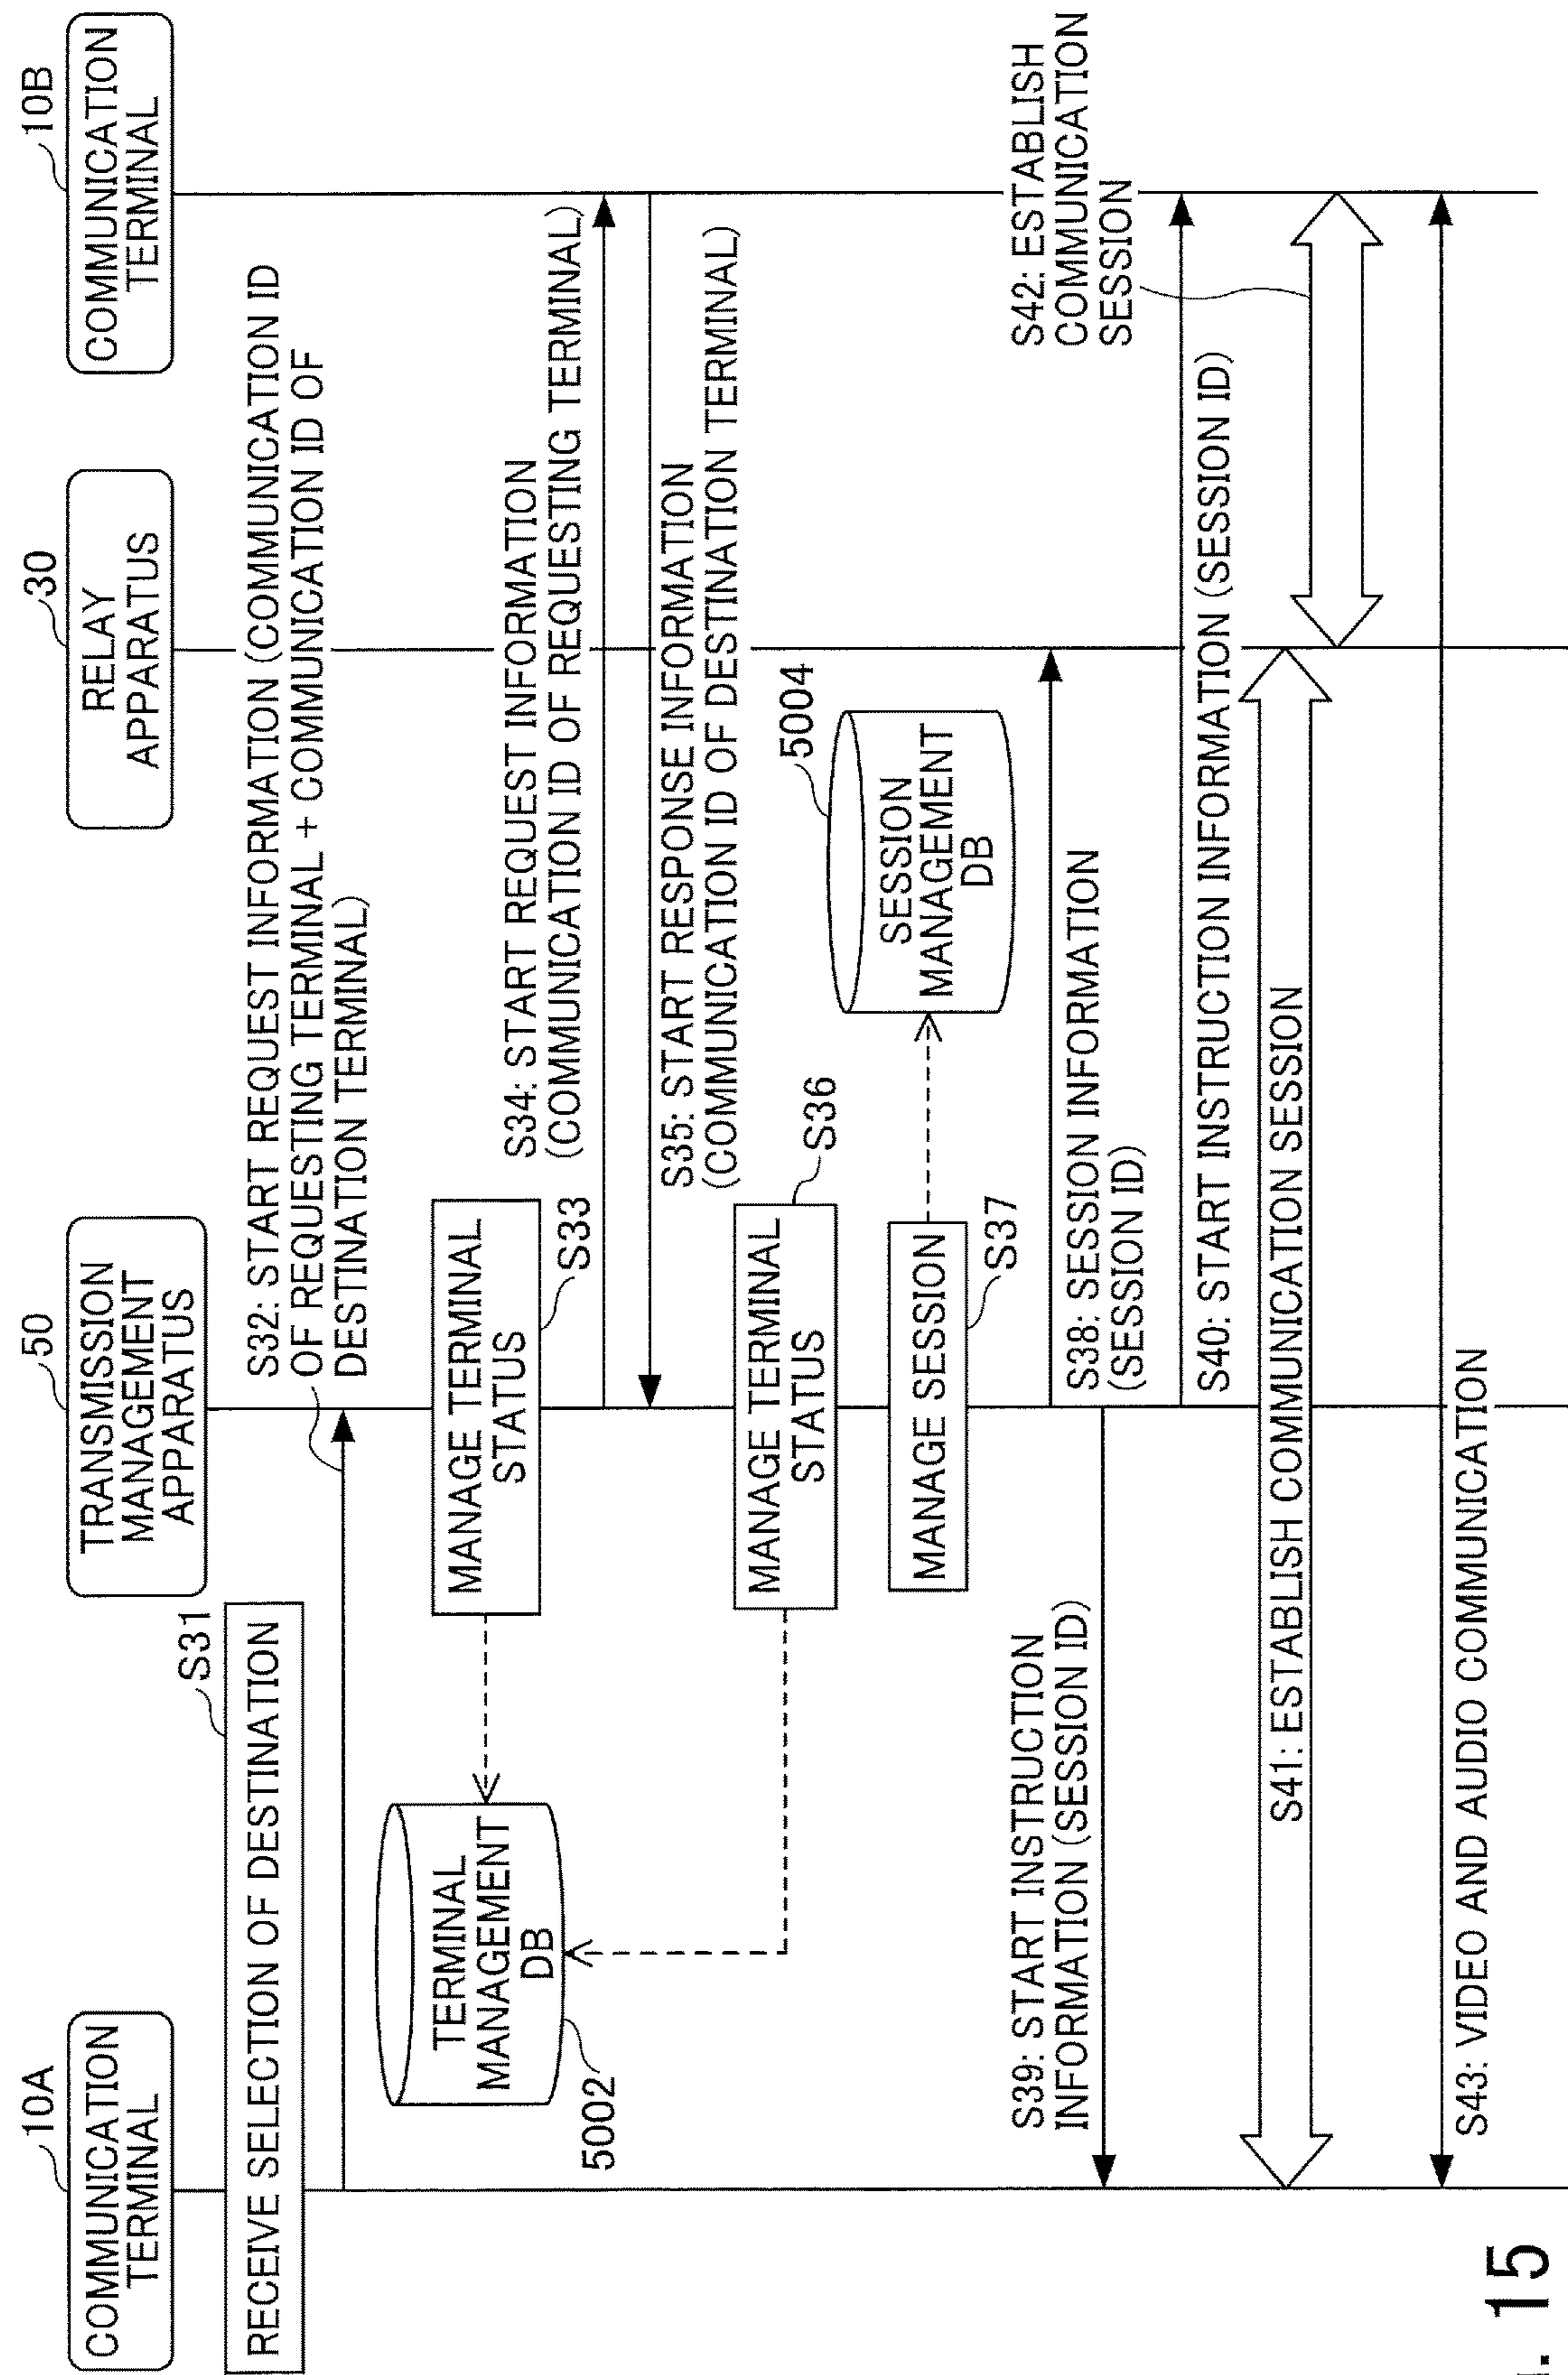 10A
COMMUNICATION
TERMINAL
50
TRANSMISSION
MANAGEMENT
APPARATUS
30
RELAY
APPARATUS
10B
COMMUNICATION
TERMINAL
S31
RECEIVE SELECTION OF DESTINATION
S32: START REQUEST INFORMATION (COMMUNICATION ID
OF REQUESTING TERMINAL + COMMUNICATION ID OF
DESTINATION TERMINAL)
TERMINAL
MANAGEMENT
DB
5002
MANAGE TERMINAL
STATUS
S33
S34: START REQUEST INFORMATION
(COMMUNICATION ID OF REQUESTING TERMINAL)
S35: START RESPONSE INFORMATION
(COMMUNICATION ID OF DESTINATION TERMINAL)
MANAGE TERMINAL
STATUS
S36
MANAGE SESSION
S37
5004
SESSION
MANAGEMENT
DB
S38: SESSION INFORMATION
(SESSION ID)
S39: START INSTRUCTION
INFORMATION (SESSION ID)
S40: START INSTRUCTION INFORMATION (SESSION ID)
S41: ESTABLISH COMMUNICATION SESSION
S42: ESTABLISH
COMMUNICATION
SESSION
S43: VIDEO AND AUDIO COMMUNICATION
15